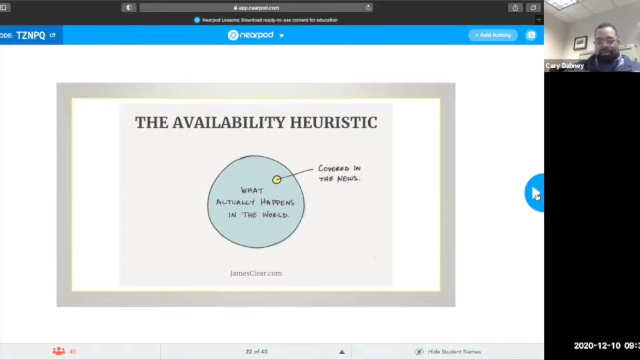 app.nearpod.com
Nearpod Lessons: Download ready-to-use content for education
ODE: TZNPQ
nearpod
+ Add Activity
Cary Dabney
THE AVAILABILITY HEURISTIC
COVERED IN
THE NEWS.
WHAT
ACTUALLY HAPPENS
IN THE WORLD.
JamesClear.com
22 of 40
Hide Student Names
2020-12-10 09:3